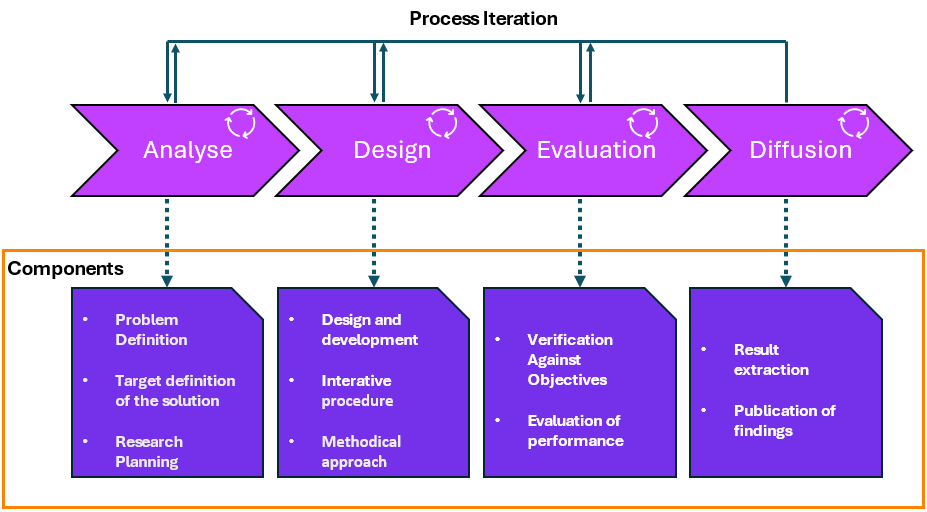 Process Iteration
Analyse
Design
Evaluation
Diffusion
Components
• Problem
Definition
• Target definition
of the solution
• Research
Planning
• Design and
development
• Interative
procedure
• Methodical
approach
• Verification
Against
Objectives
• Evaluation of
performance
• Result
extraction
• Publication of
findings